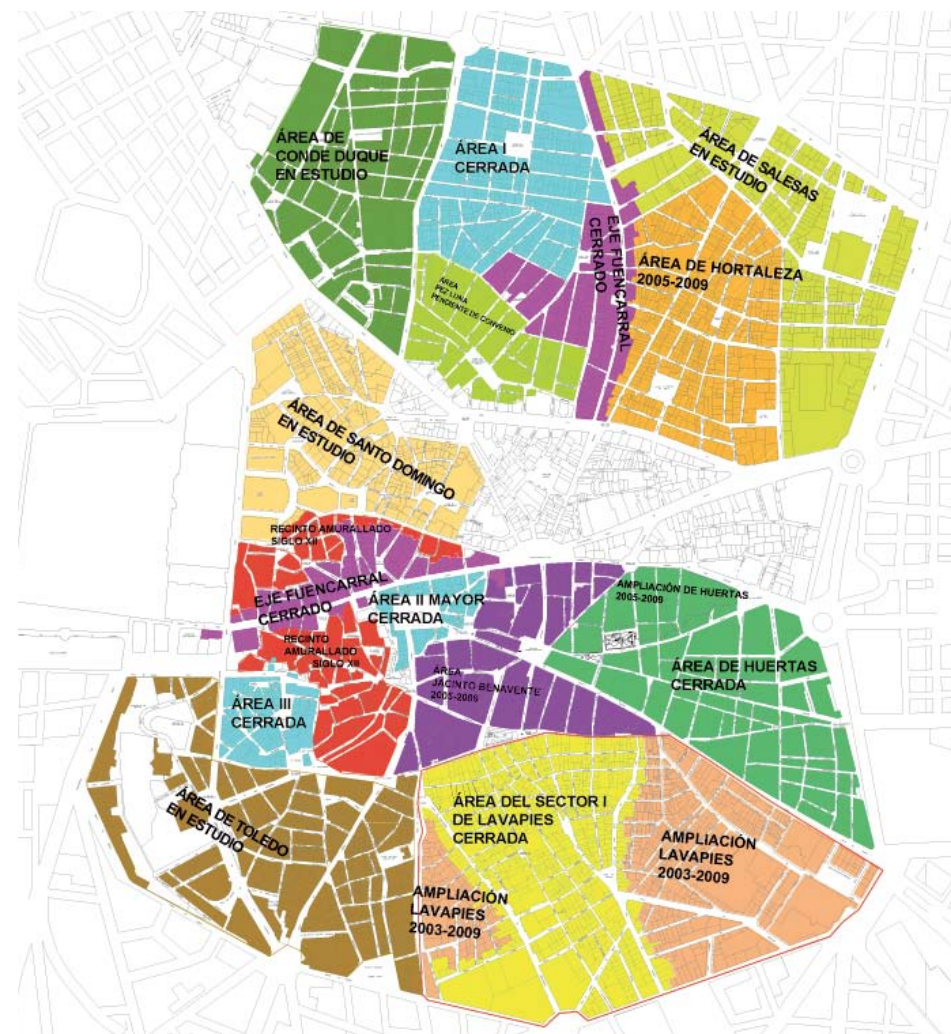 ÁREA DE
CONDE DUQUE
EN ESTUDIO
ÁREA I
CERRADA
ÁREA DE SALESAS
EN ESTUDIO
EJE FUENCARRAL
CERRADO
ÁREA DE HORTALEZA
2005-2009
ÁREA
PEZ LUNA
PENDIENTE DE CONVENIO
ÁREA DE SANTO DOMINGO
EN ESTUDIO
RECINTO AMURALLADO
SIGLO XII
EJE FUENCARRAL
CERRADO
ÁREA II MAYOR
CERRADA
AMPLIACIÓN DE HUERTAS
2005-2009
RECINTO
AMURALLADO
SIGLO XII
ÁREA
JACINTO BENAVENTE
2005-2009
ÁREA DE HUERTAS
CERRADA
ÁREA III
CERRADA
ÁREA DE TOLEDO
EN ESTUDIO
ÁREA DEL SECTOR I
DE LAVAPIES
CERRADA
AMPLIACIÓN
LAVAPIES
2003-2009
AMPLIACIÓN
LAVAPIES
2003-2009